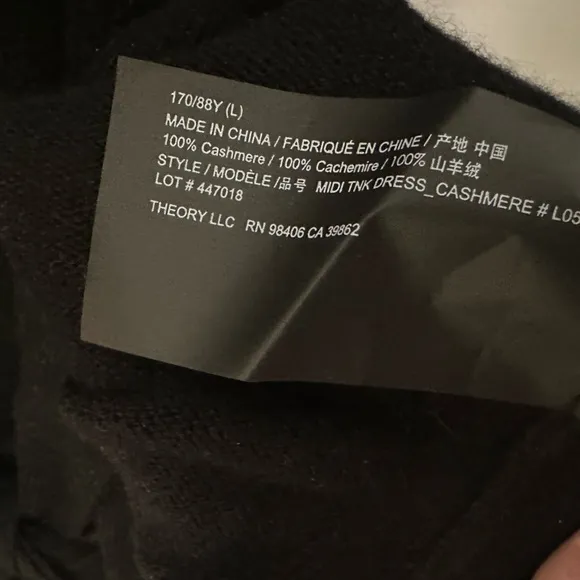 170/88Y (L)
MADE IN CHINA / FABRIQUÉ EN CHINE / 产地 中国
100% Cashmere / 100% Cachemire / 100% 山羊绒
STYLE / MODÈLE /品号 MIDI TNK DRESS_CASHMERE # L05
LOT # 447018
THEORY LLC RN 98406 CA 39862